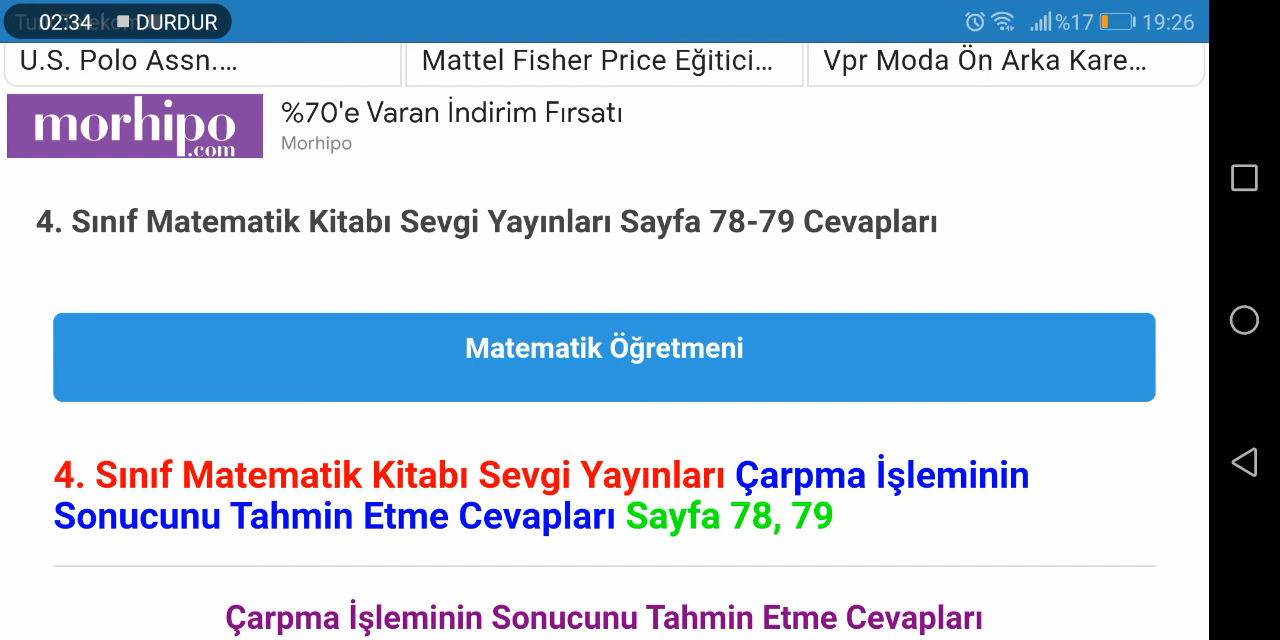 02:34 DURDUR %17 19:26
U.S. Polo Assn.... Mattel Fisher Price Eğitici... Vpr Moda Ön Arka Kare...
morhipo
.com
%70'e Varan İndirim Fırsatı
Morhipo
4. Sınıf Matematik Kitabı Sevgi Yayınları Sayfa 78-79 Cevapları
Matematik Öğretmeni
4. Sınıf Matematik Kitabı Sevgi Yayınları Çarpma İşleminin
Sonucunu Tahmin Etme Cevapları Sayfa 78, 79
Çarpma İşleminin Sonucunu Tahmin Etme Cevapları